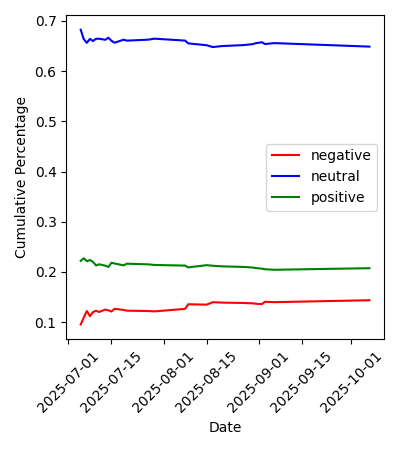 0.7
0.6
0.5
0.4
0.3
0.2
0.1
Cumulative Percentage
negative
neutral
positive
2025-07-01
2025-07-15
2025-08-01
2025-08-15
2025-09-01
2025-09-15
2025-10-01
Date